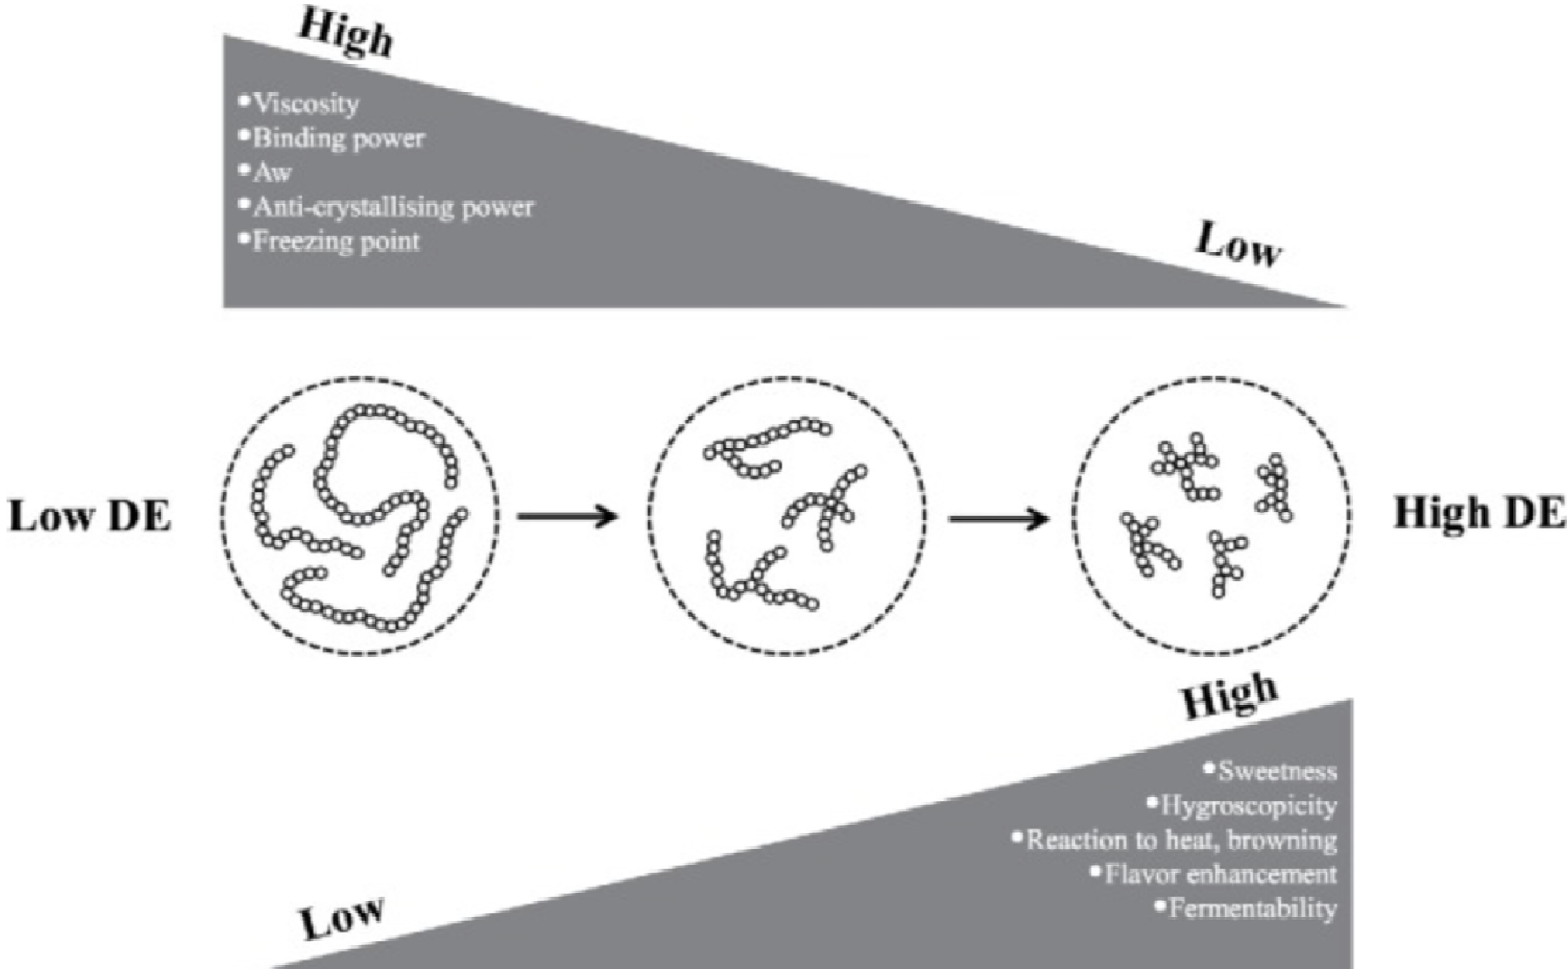 High
•Viscosity
•Binding power
•Aw
•Anti-crystallising power
•Freezing point
Low
Low DE
High DE
High
•Sweetness
•Hygroscopicity
•Reaction to heat, browning
•Flavor enhancement
•Fermentability
Low